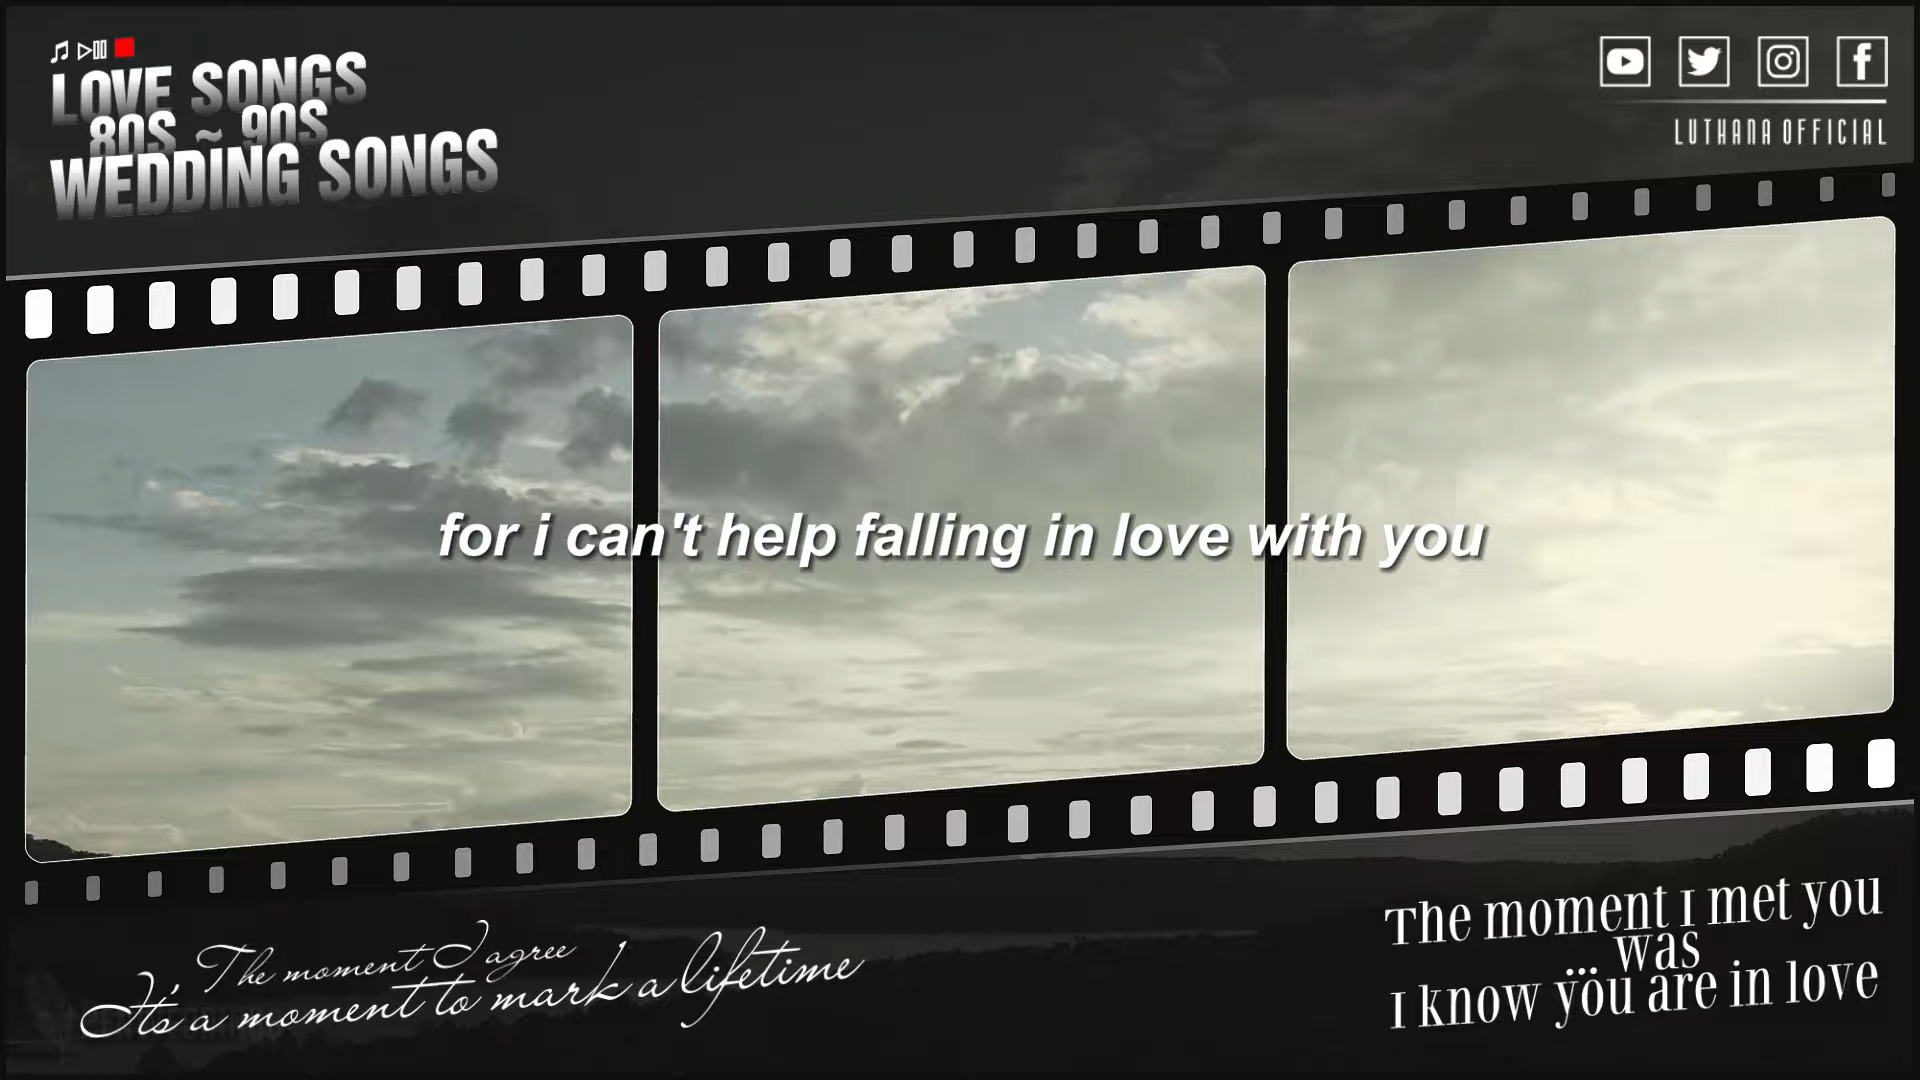 LOVE SONGS
80S ~ 90S
WEDDING SONGS
LUTHANA OFFICIAL
for i can't help falling in love with you
The moment I agree
It's a moment to mark a lifetime
The moment I met you
was
I know you are in love